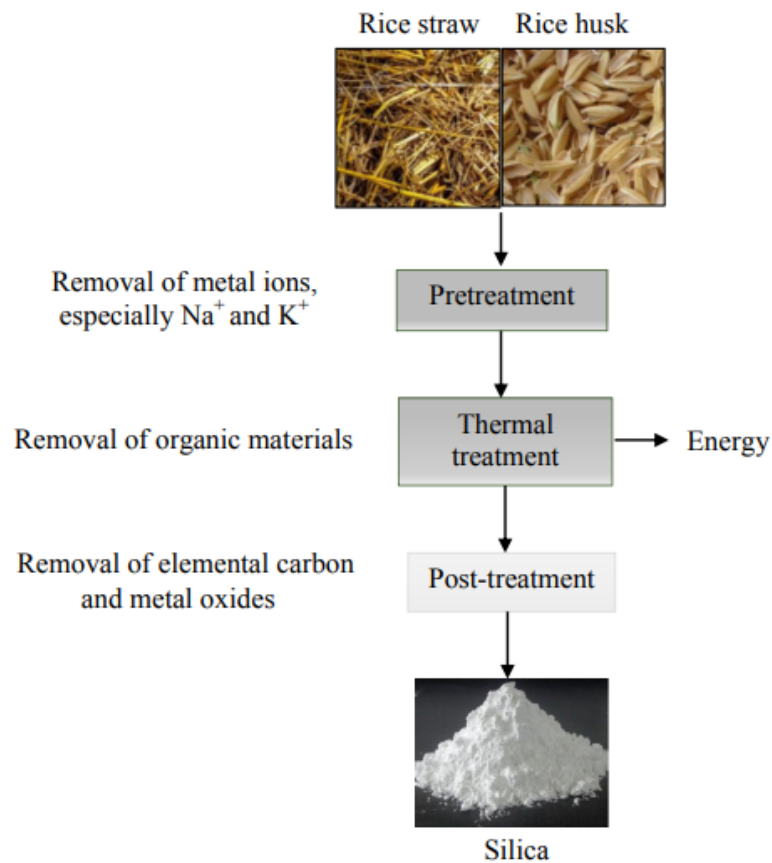 Rice straw
Rice husk
Removal of metal ions,
especially Na⁺ and K⁺
Pretreatment
Removal of organic materials
Thermal
treatment
Energy
Removal of elemental carbon
and metal oxides
Post-treatment
Silica